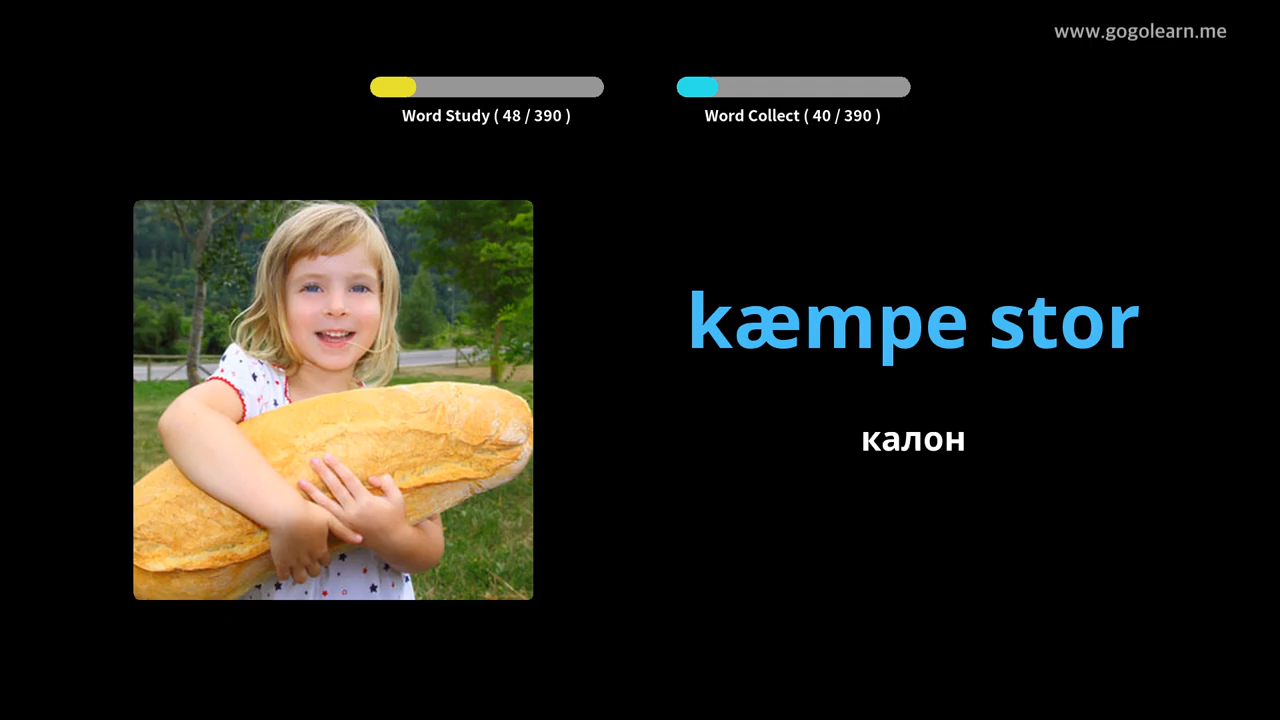 www.gogolearn.me
Word Study ( 48 / 390 )
Word Collect ( 40 / 390 )
kæmpe stor
калон